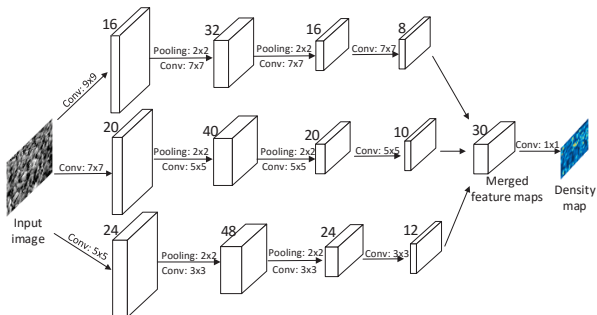 16
32
16
8
Conv: 9x9
Pooling: 2x2
Conv: 7x7
Pooling: 2x2
Conv: 7x7
Conv: 7x7
20
40
20
10
30
Conv: 7x7
Pooling: 2x2
Conv: 5x5
Pooling: 2x2
Conv: 5x5
Conv: 5x5
Conv: 1x1
Merged
feature maps
Density
map
Input
image
24
48
24
12
Conv: 5x5
Pooling: 2x2
Conv: 3x3
Pooling: 2x2
Conv: 3x3
Conv: 3x3